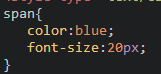 span{
color:blue;
font-size:20px;
}